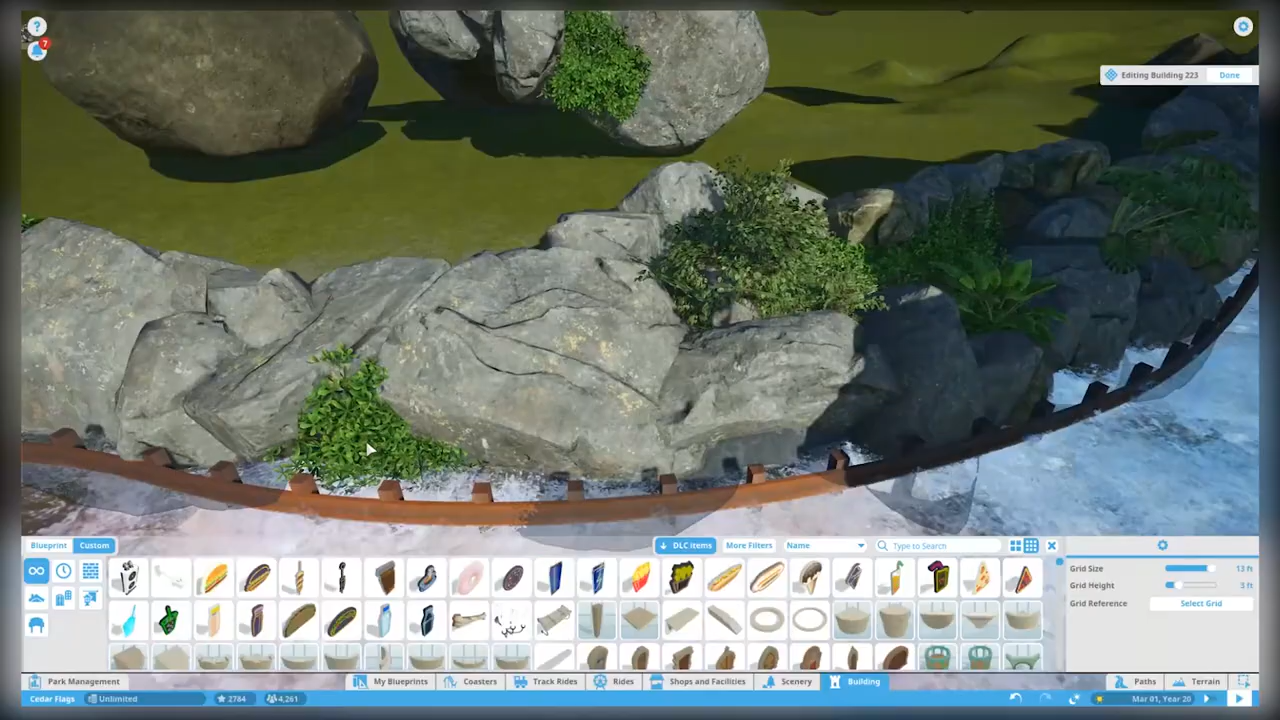 ?
7
Editing Building 223 Done
Blueprint Custom DLC Items More Filters Name Type to Search
Grid Size 13 ft
Grid Height 3 ft
Grid Reference Select Grid
Park Management My Blueprints Coasters Track Rides Rides Shops and Facilities Scenery Building Paths Terrain
Cedar Flags Unlimited 2784 4,261 Mar 01, Year 20